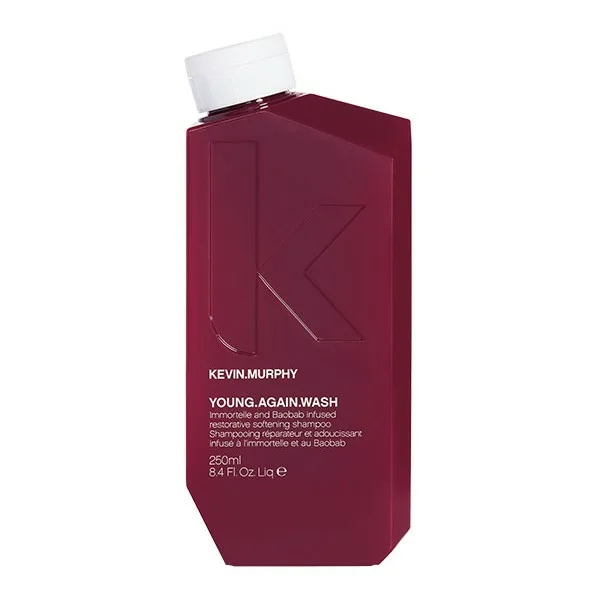 K
KEVIN.MURPHY
YOUNG.AGAIN.WASH
Immortelle and Baobab infused
restorative softening shampoo
Shampooing réparateur et adoucissant
infusé à l'immortelle et au Baobab
250ml
8.4 Fl. Oz. Liq ℮